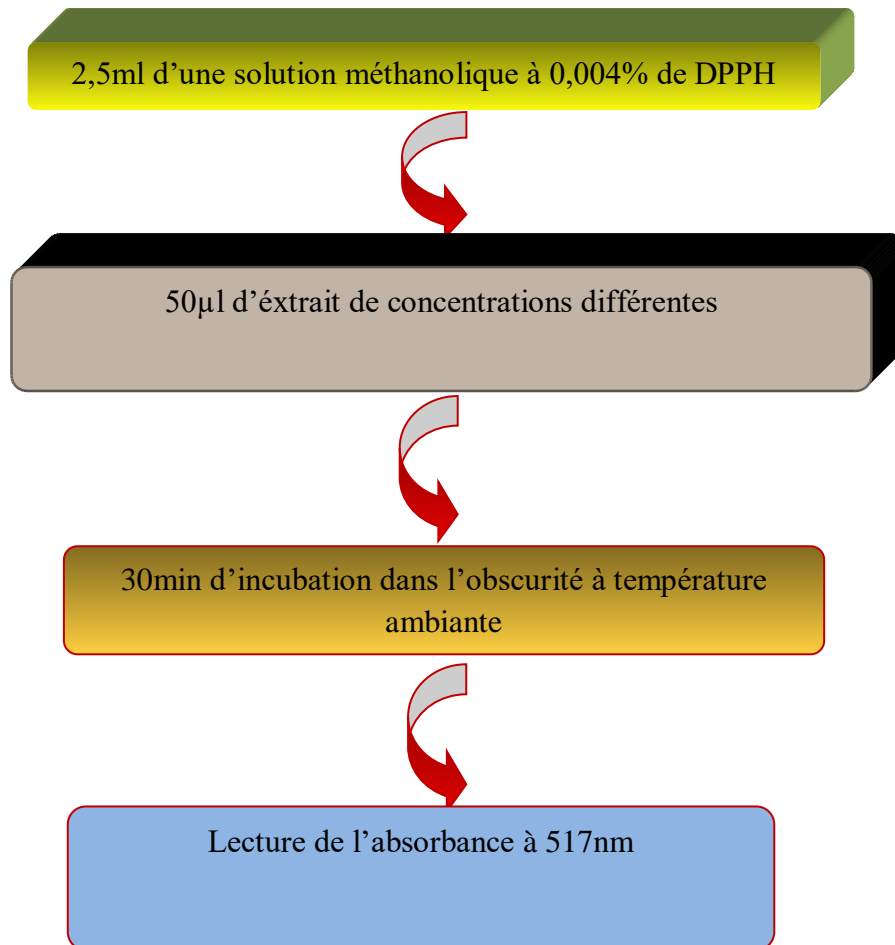 2,5ml d’une solution méthanolique à 0,004% de DPPH
50µl d’éxtrait de concentrations différentes
30min d’incubation dans l’obscurité à température
ambiante
Lecture de l’absorbance à 517nm